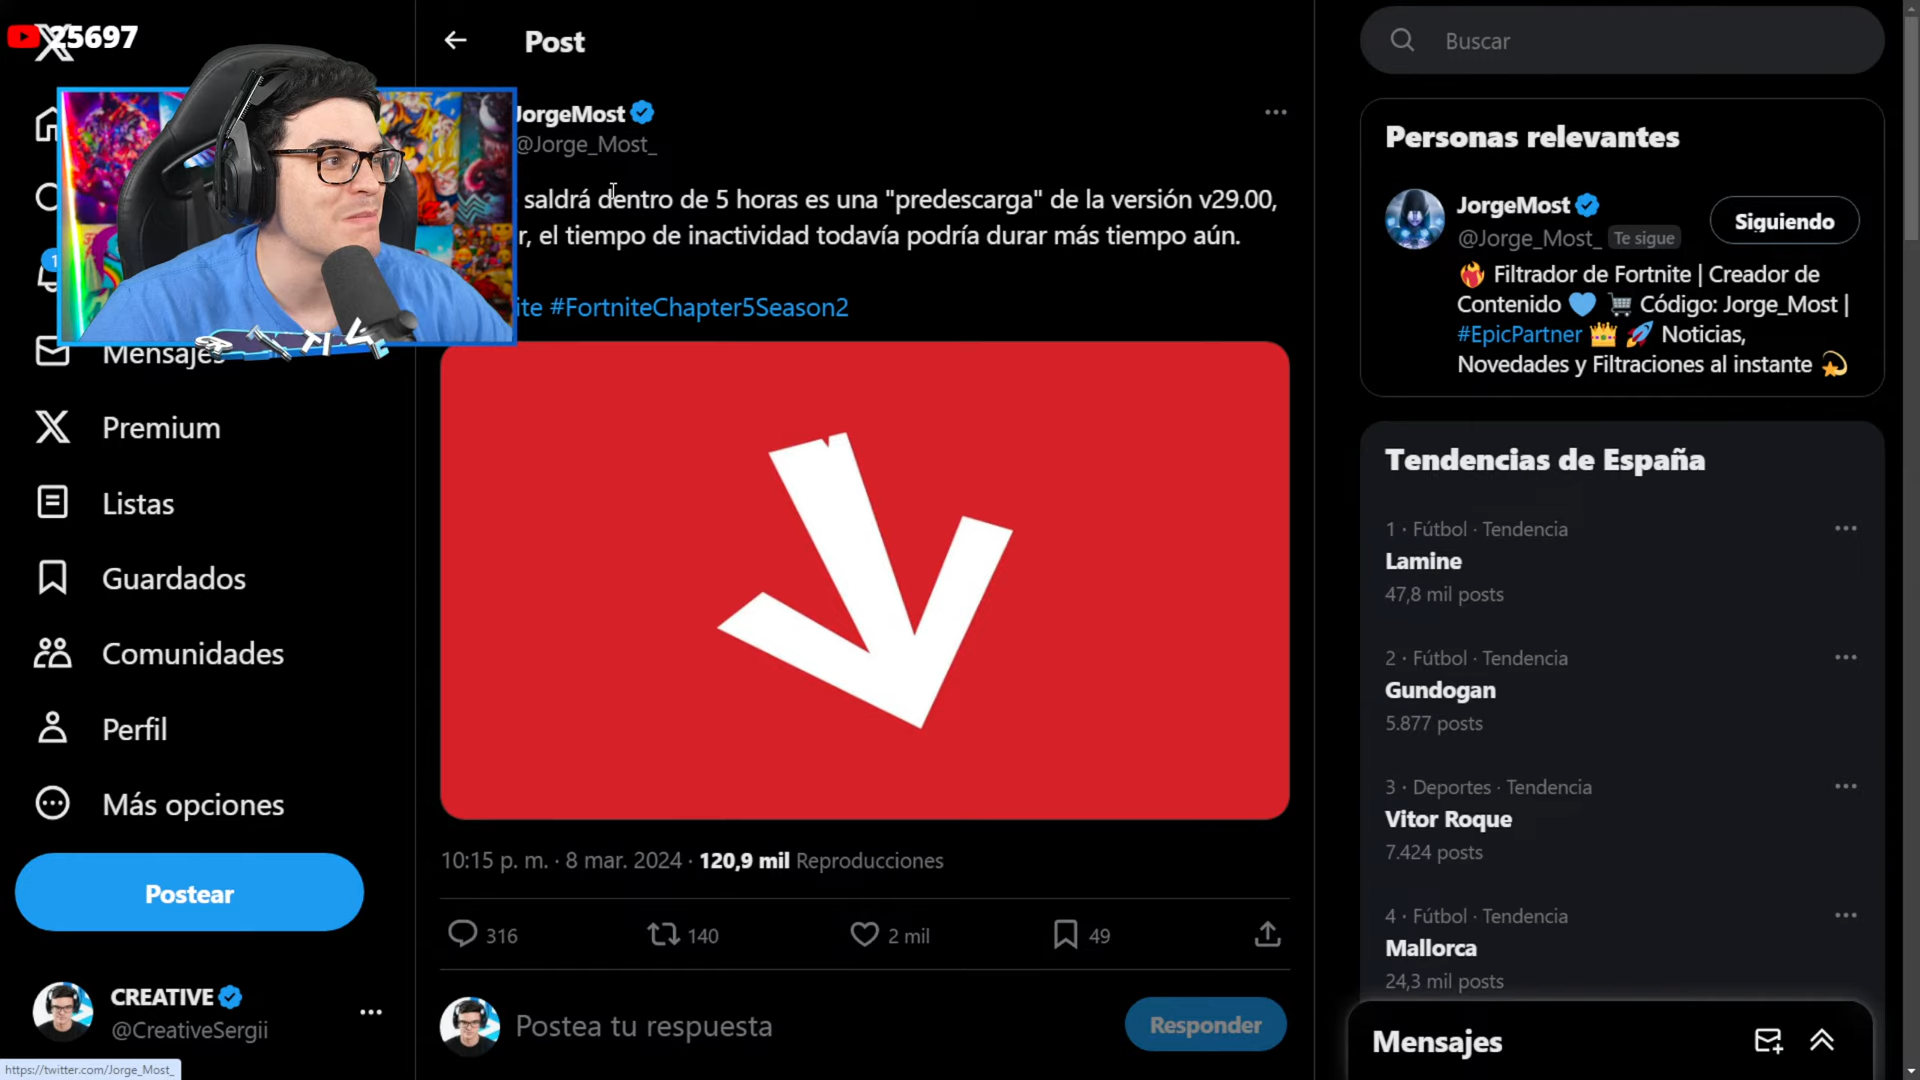 25697
Post
Buscar
JorgeMost
@Jorge_Most_
saldrá dentro de 5 horas es una "predescarga" de la versión v29.00,
r, el tiempo de inactividad todavía podría durar más tiempo aún.
ite #FortniteChapter5Season2
Mensajes
Premium
Listas
Guardados
Comunidades
Perfil
Más opciones
Postear
CREATIVE
@CreativeSergii
https://twitter.com/Jorge_Most_
10:15 p. m. · 8 mar. 2024 · 120,9 mil Reproducciones
316
140
2 mil
49
Postea tu respuesta
Responder
Personas relevantes
JorgeMost
@Jorge_Most_ Te sigue
Siguiendo
Filtrador de Fortnite | Creador de
Contenido 💙 🛒 Código: Jorge_Most |
#EpicPartner 👑 🚀 Noticias,
Novedades y Filtraciones al instante
Tendencias de España
1 · Fútbol · Tendencia
Lamine
47,8 mil posts
2 · Fútbol · Tendencia
Gundogan
5.877 posts
3 · Deportes · Tendencia
Vitor Roque
7.424 posts
4 · Fútbol · Tendencia
Mallorca
24,3 mil posts
Mensajes